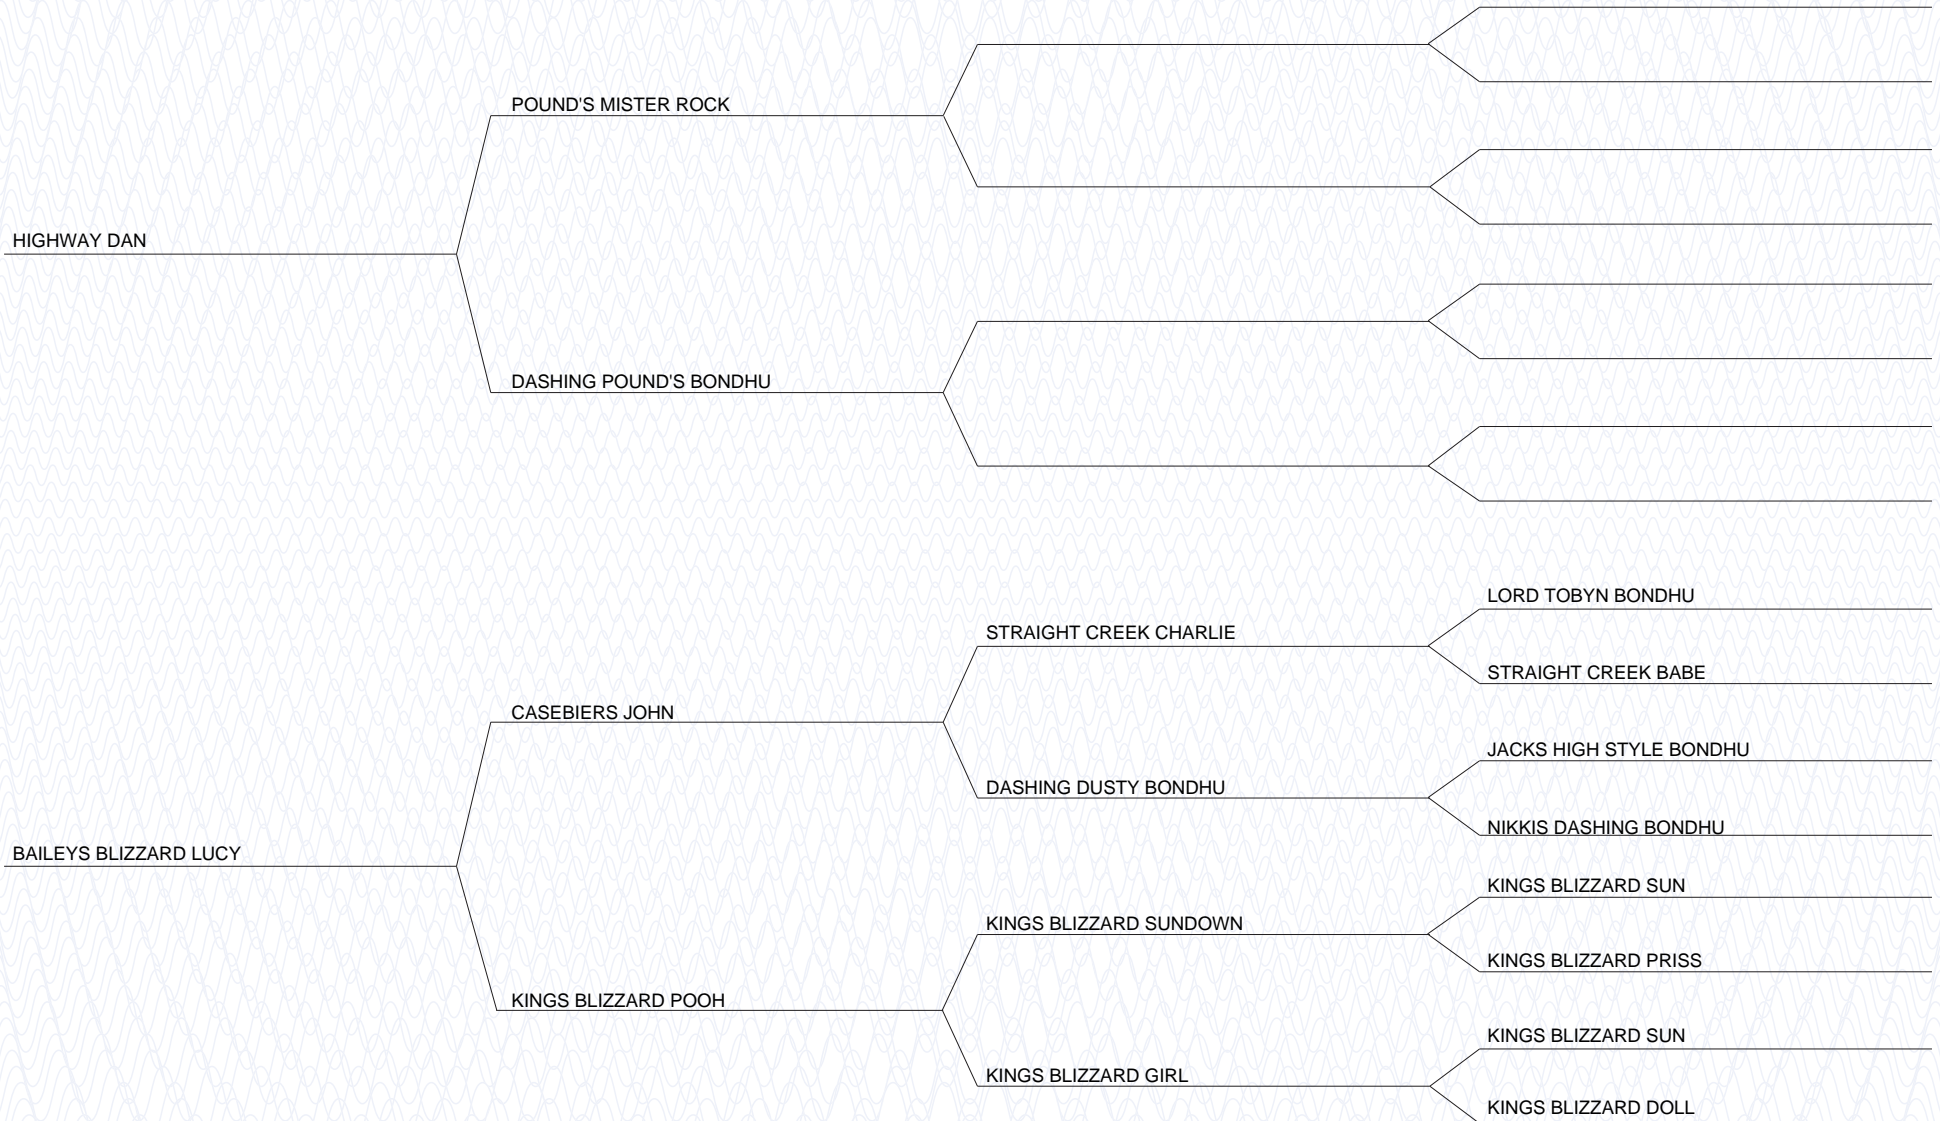 POUND'S MISTER ROCK
HIGHWAY DAN
DASHING POUND'S BONDHU
LORD TOBYN BONDHU
STRAIGHT CREEK CHARLIE
STRAIGHT CREEK BABE
CASEBIERS JOHN
JACKS HIGH STYLE BONDHU
DASHING DUSTY BONDHU
NIKKIS DASHING BONDHU
BAILEYS BLIZZARD LUCY
KINGS BLIZZARD SUN
KINGS BLIZZARD SUNDOWN
KINGS BLIZZARD PRISS
KINGS BLIZZARD POOH
KINGS BLIZZARD SUN
KINGS BLIZZARD GIRL
KINGS BLIZZARD DOLL